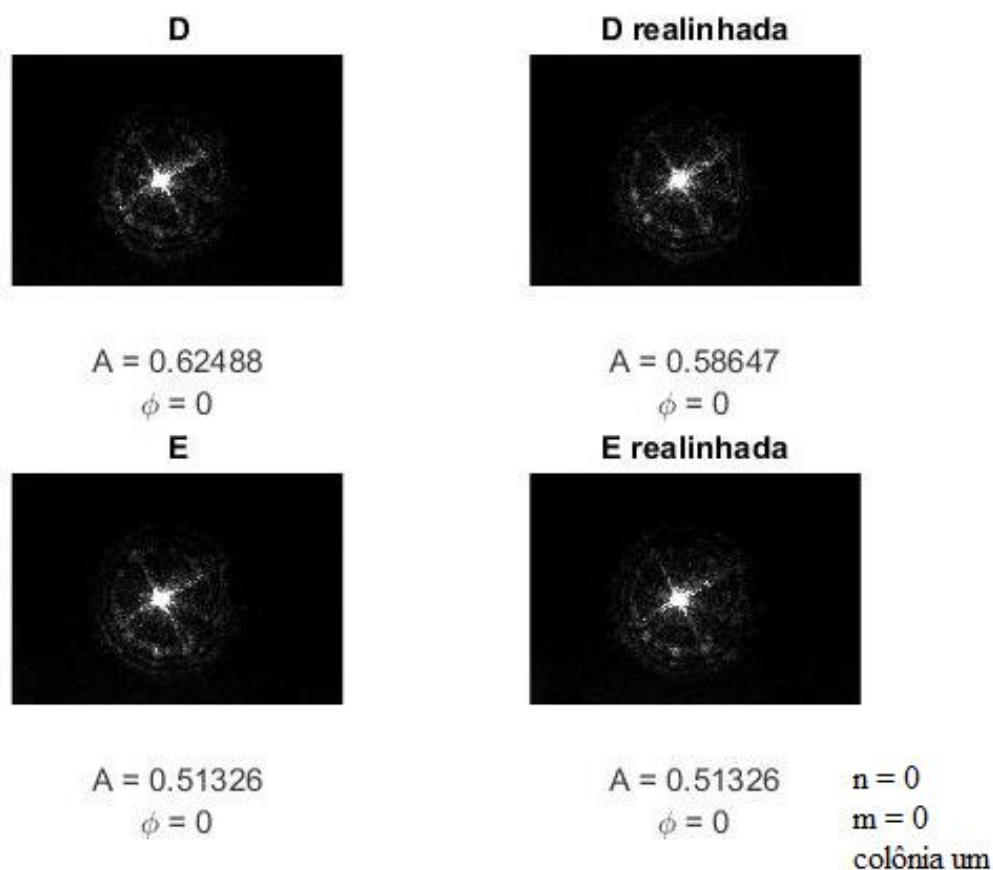 D
D realinhada
A = 0.62488
ϕ = 0
A = 0.58647
ϕ = 0
E
E realinhada
A = 0.51326
ϕ = 0
A = 0.51326
ϕ = 0
n = 0
m = 0
colônia um